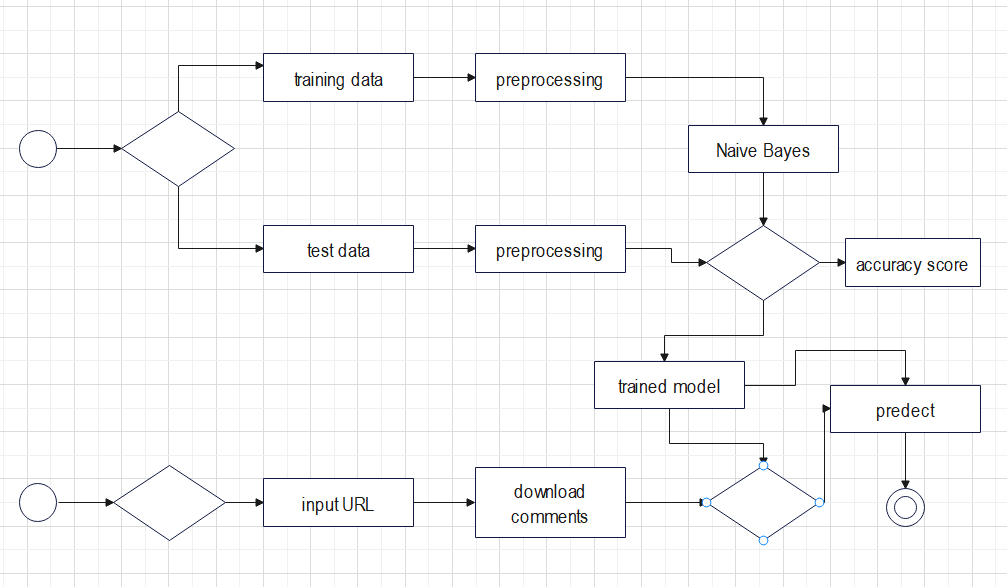 training data
preprocessing
Naive Bayes
test data
preprocessing
accuracy score
trained model
predect
input URL
download
comments